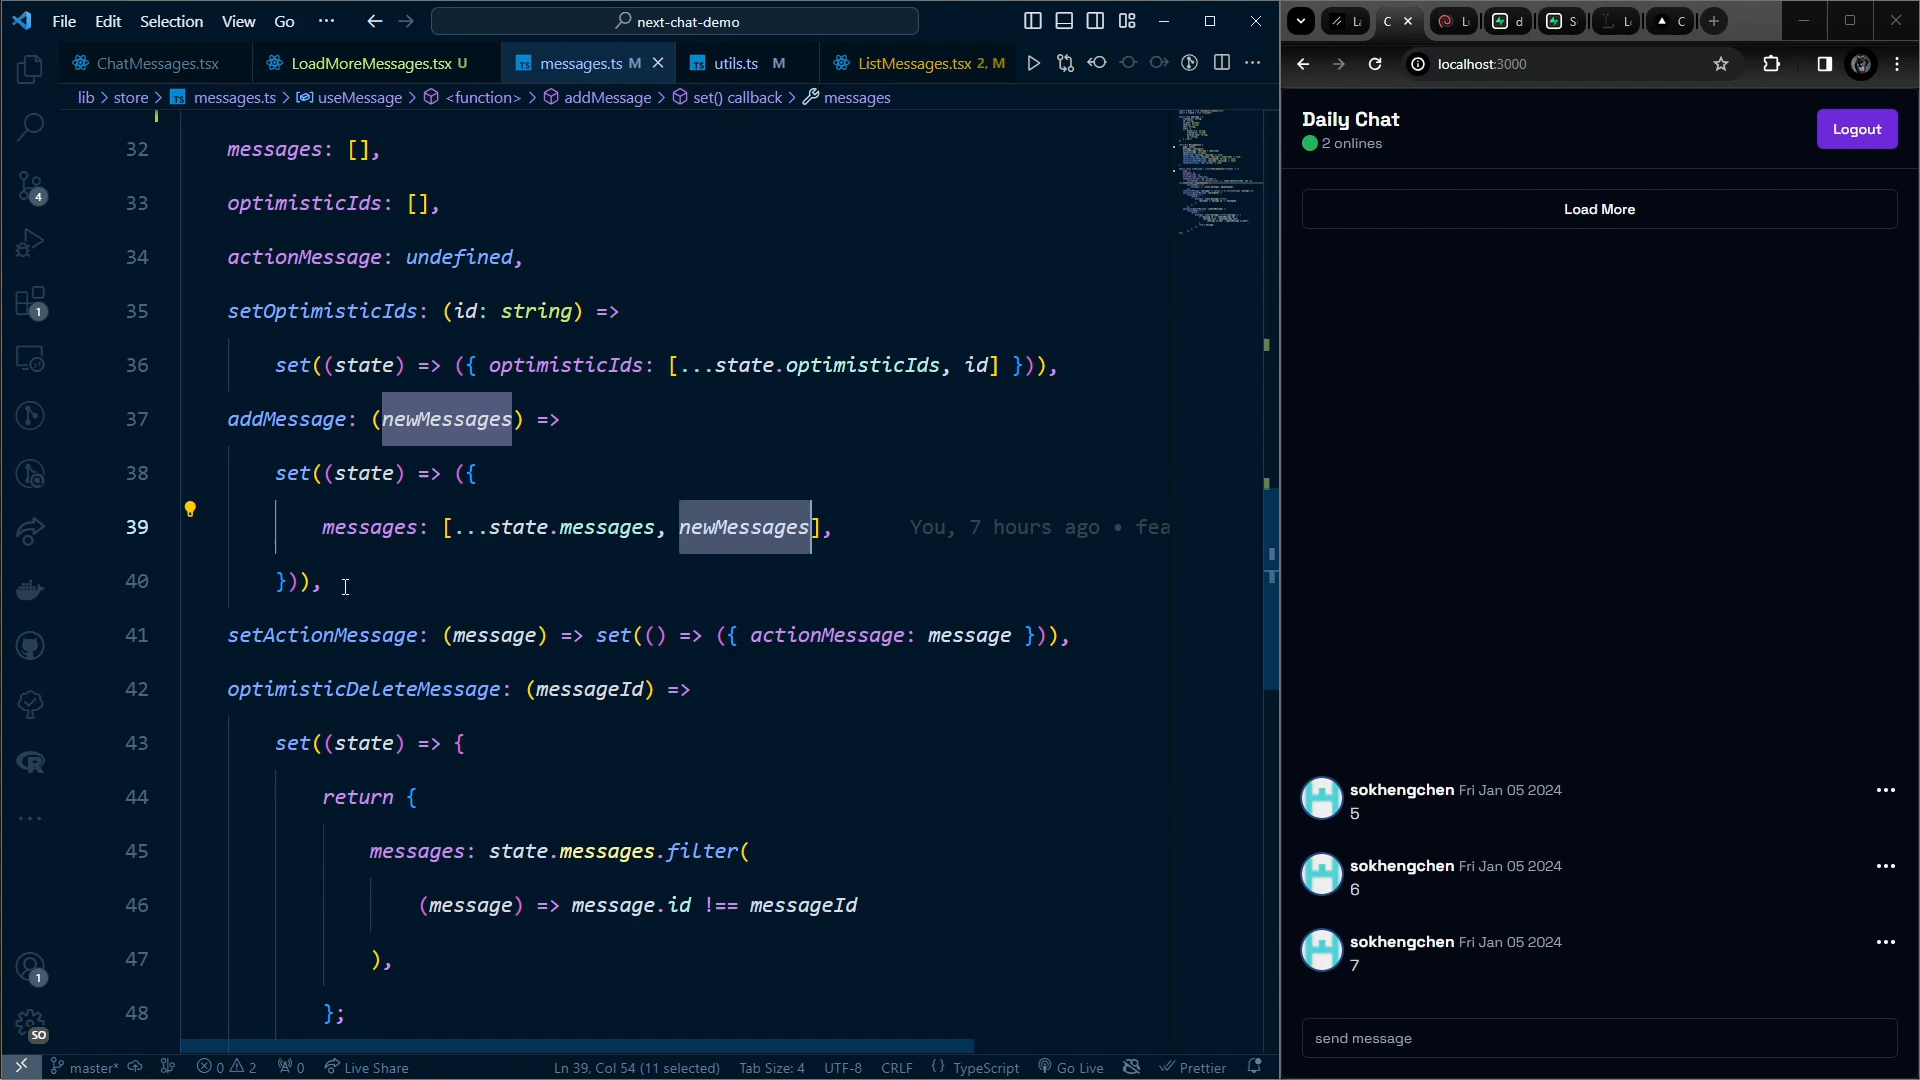 File Edit Selection View Go ··· next-chat-demo
ChatMessages.tsx LoadMoreMessages.tsx U messages.ts M utils.ts M ListMessages.tsx 2, M
lib > store > TS messages.ts > useMessage > <function> > addMessage > set() callback > messages
32 messages: [],
33 optimisticIds: [],
34 actionMessage: undefined,
35 setOptimisticIds: (id: string) =>
36 set((state) => ({ optimisticIds: [...state.optimisticIds, id] })),
37 addMessage: (newMessages) =>
38 set((state) => ({
39 messages: [...state.messages, newMessages], You, 7 hours ago • fea
40 })),
41 setActionMessage: (message) => set(() => ({ actionMessage: message })),
42 optimisticDeleteMessage: (messageId) =>
43 set((state) => {
44 return {
45 messages: state.messages.filter(
46 (message) => message.id !== messageId
47 ),
48 };
4
1
1
SO
master* 0 2 0 Live Share Ln 39, Col 54 (11 selected) Tab Size: 4 UTF-8 CRLF {} TypeScript Go Live Prettier
localhost:3000
Daily Chat
2 onlines
Logout
Load More
sokhengchen Fri Jan 05 2024
5
sokhengchen Fri Jan 05 2024
6
sokhengchen Fri Jan 05 2024
7
send message